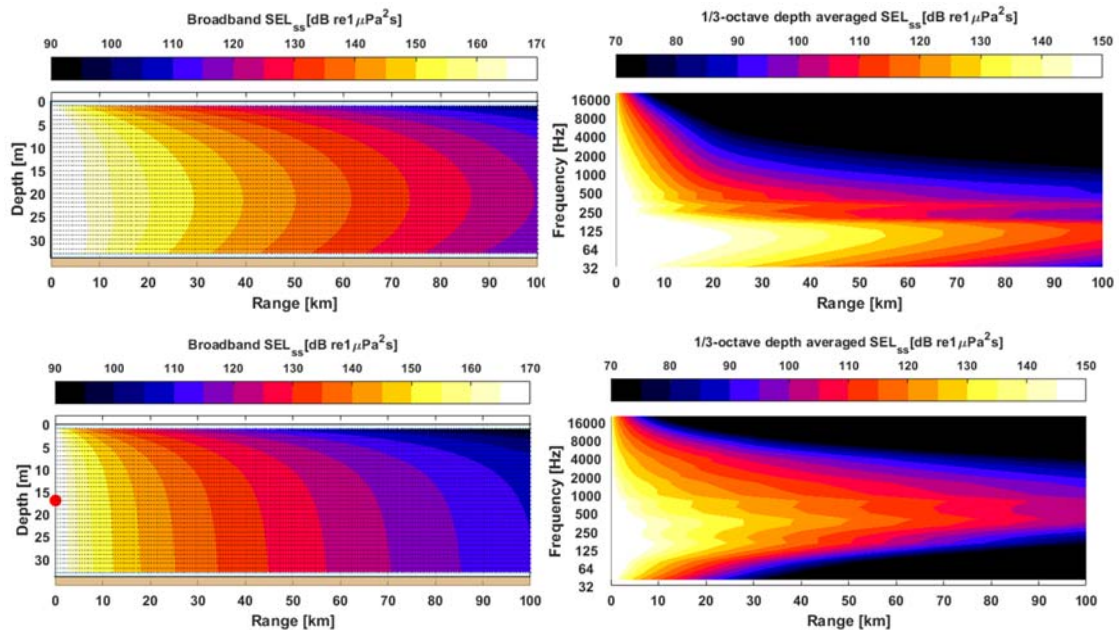 Broadband SELss[dB re1μPa²s]
90 100 110 120 130 140 150 160 170
Depth [m]
0
5
10
15
20
25
30
0 10 20 30 40 50 60 70 80 90 100
Range [km]
1/3-octave depth averaged SELss[dB re1μPa²s]
70 80 90 100 110 120 130 140 150
Frequency [Hz]
16000
8000
4000
2000
1000
500
250
125
64
32
0 10 20 30 40 50 60 70 80 90 100
Range [km]
Broadband SELss[dB re1μPa²s]
90 100 110 120 130 140 150 160 170
Depth [m]
0
5
10
15
20
25
30
0 10 20 30 40 50 60 70 80 90 100
Range [km]
1/3-octave depth averaged SELss[dB re1μPa²s]
70 80 90 100 110 120 130 140 150
Frequency [Hz]
16000
8000
4000
2000
1000
500
250
125
64
32
0 10 20 30 40 50 60 70 80 90 100
Range [km]